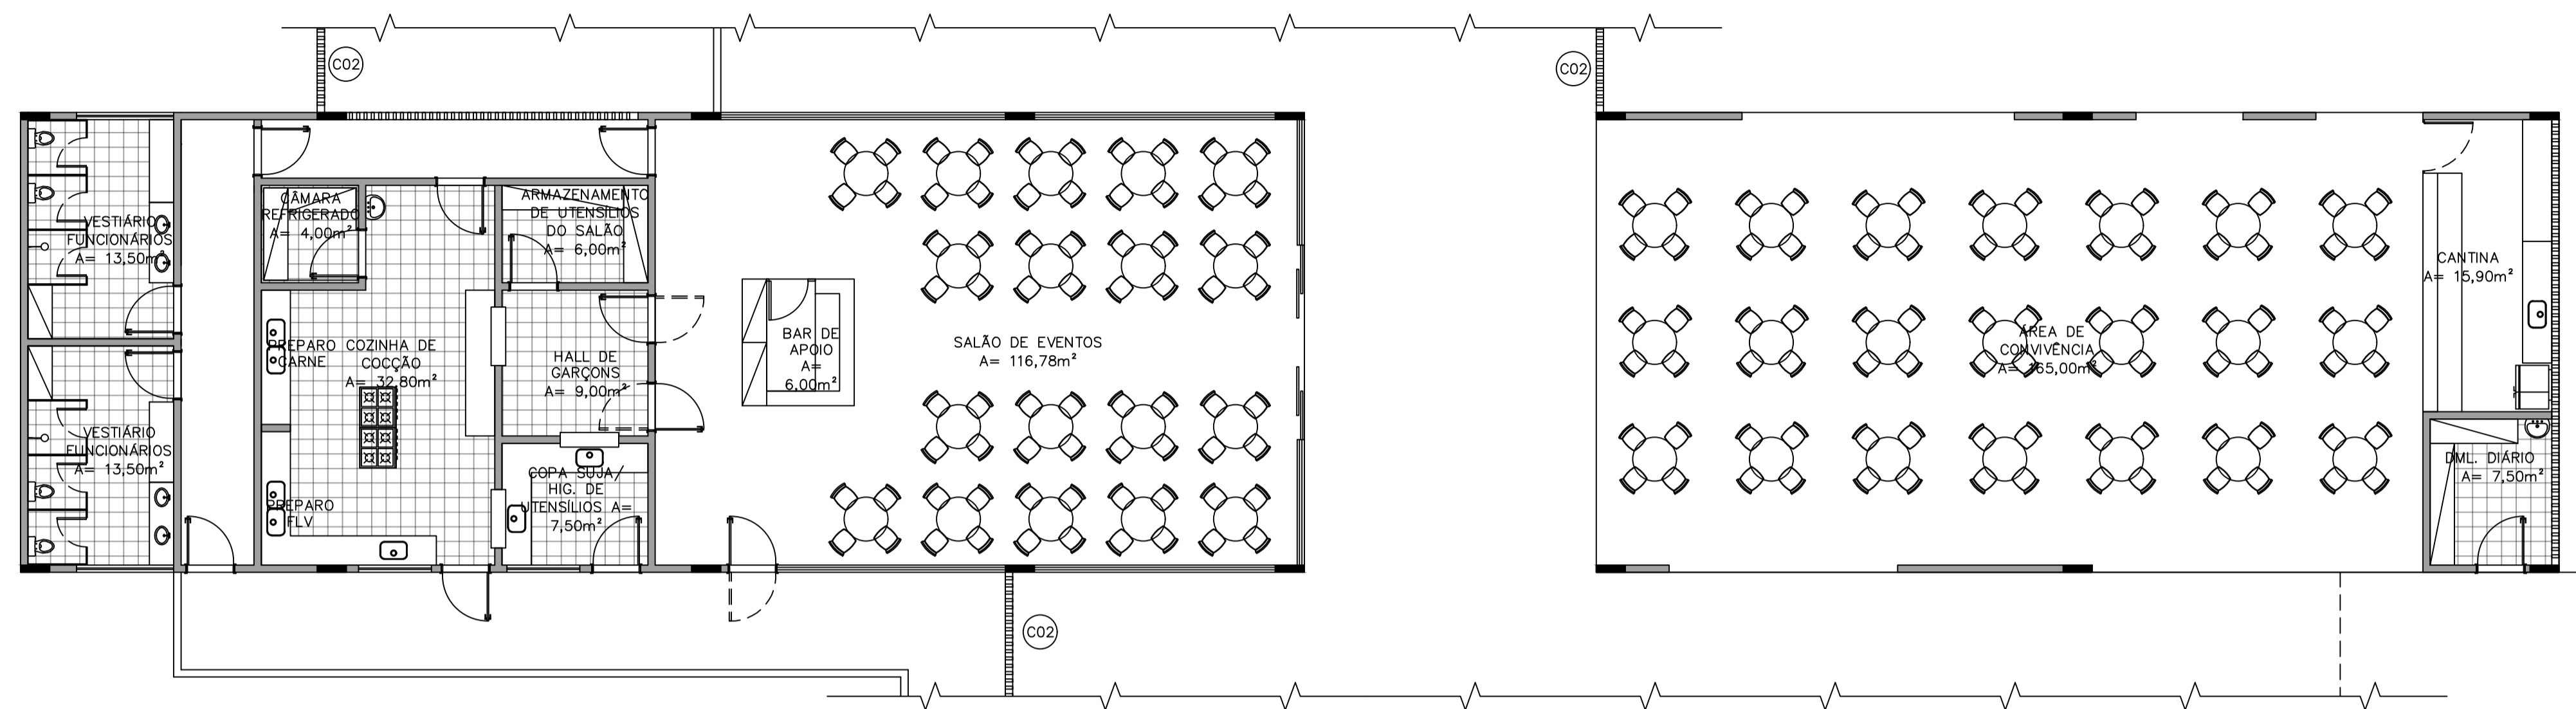 C02
C02
CÂMARA
REFRIGERADO
A= 4,00m²
ARMAZENAMENTO
DE UTENSÍLIOS
DO SALÃO
A= 6,00m²
VESTIÁRIO
FUNCIONÁRIOS
A= 13,50m²
CANTINA
A= 15,90m²
PREPARO
CARNE
COZINHA DE
COCÇÃO
A= 32,80m²
HALL DE
GARÇONS
A= 9,00m²
BAR DE
APOIO
A=
6,00m²
SALÃO DE EVENTOS
A= 116,78m²
ÁREA DE
CONVIVÊNCIA
A= 165,00m²
VESTIÁRIO
FUNCIONÁRIOS
A= 13,50m²
PREPARO
FLV
COPA SUJA/
HIG. DE
UTENSÍLIOS A=
7,50m²
DML. DIÁRIO
A= 7,50m²
C02